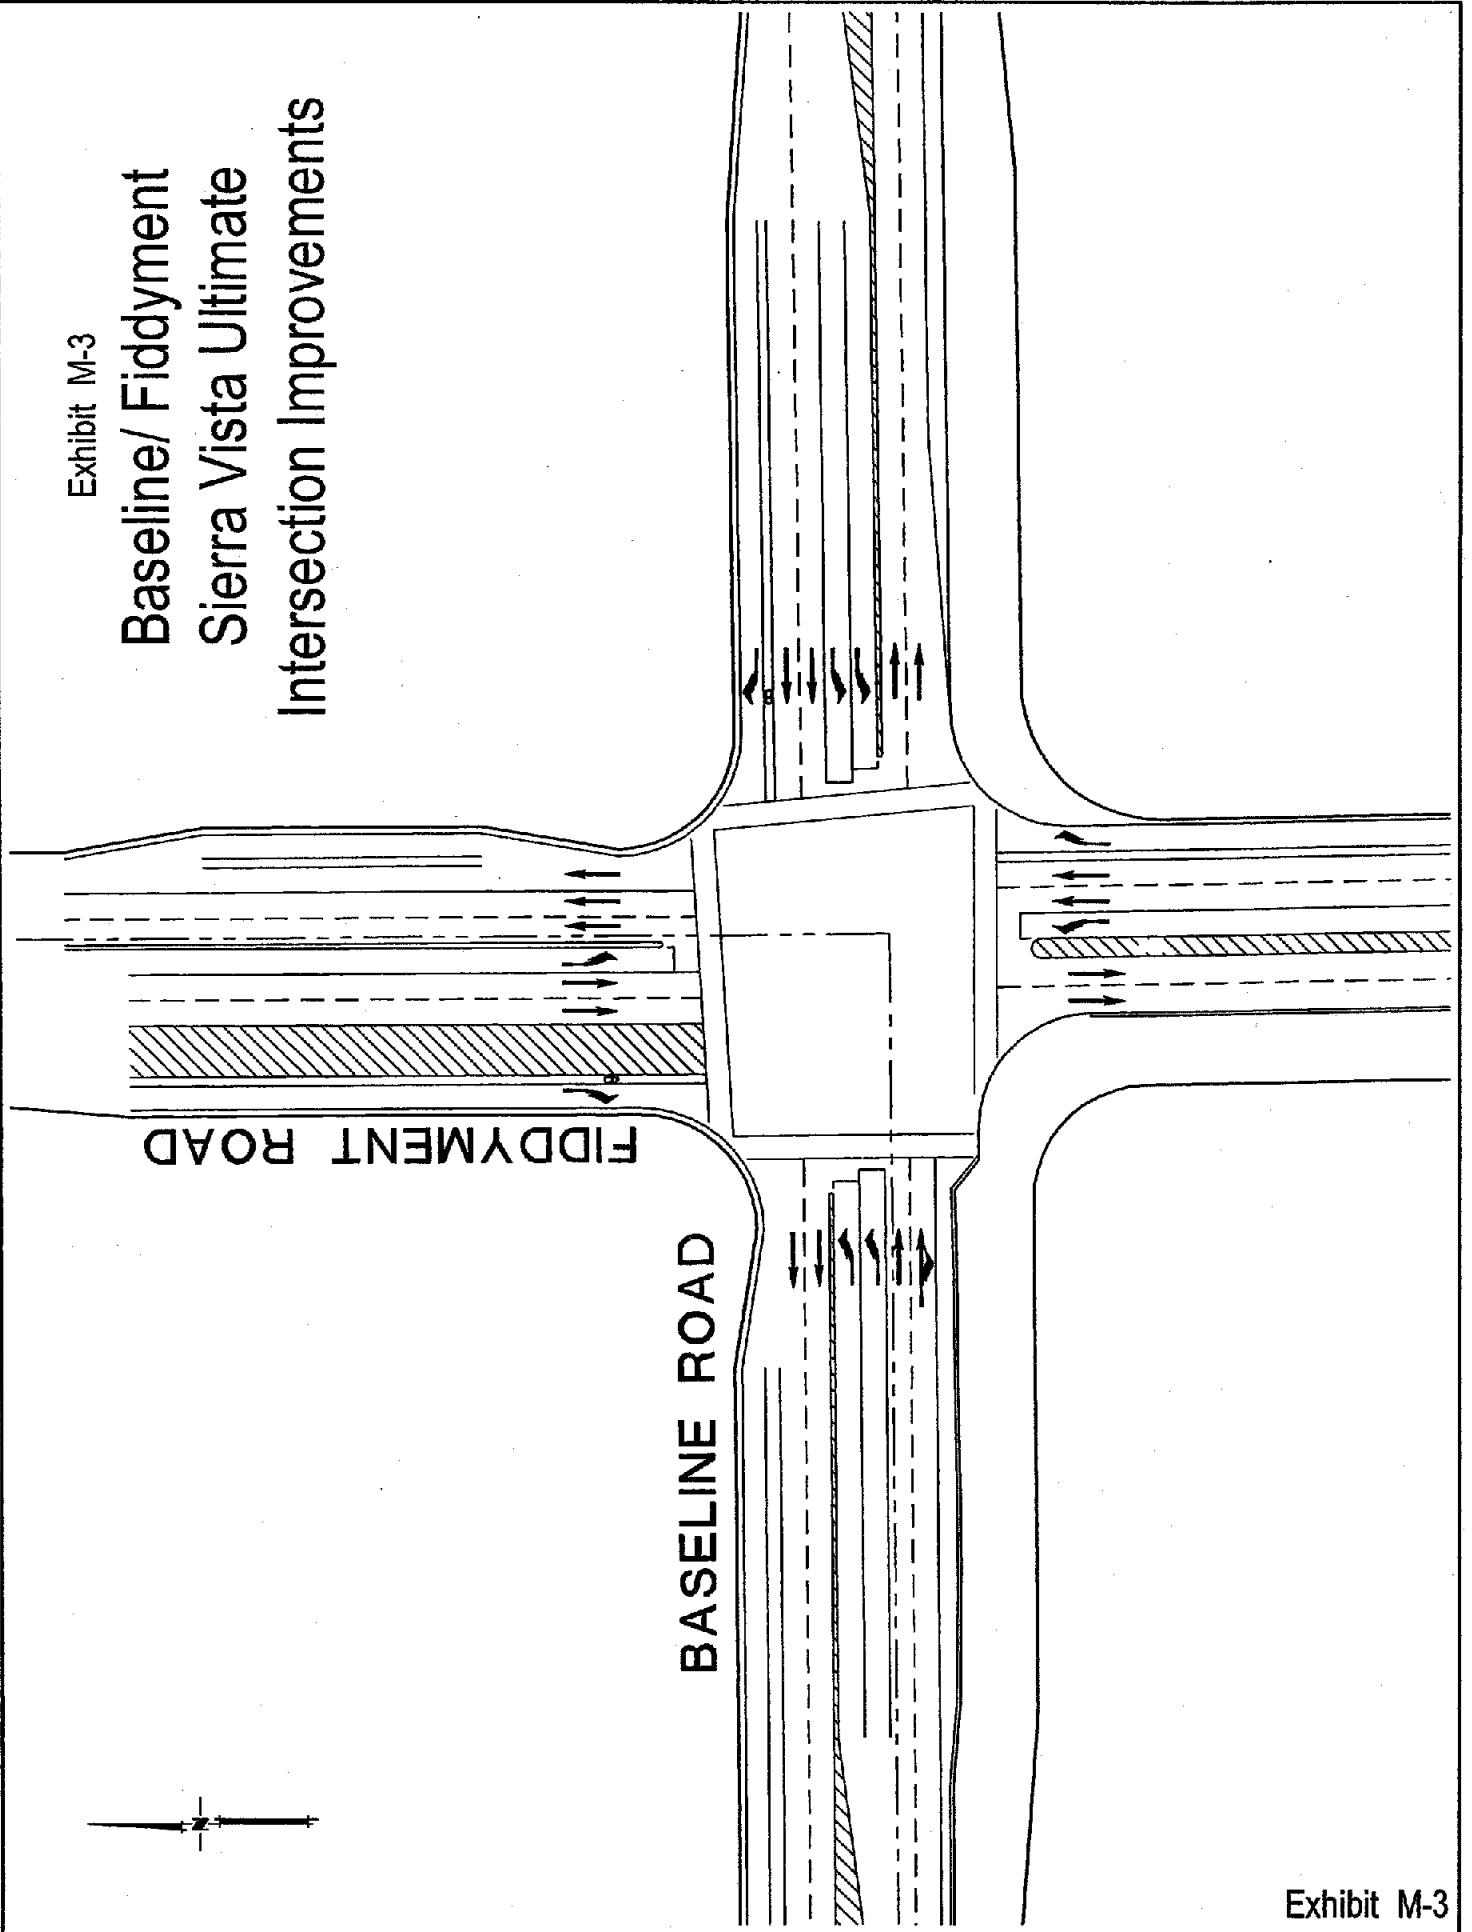 Exhibit M-3
Baseline/ Fiddyment
Sierra Vista Ultimate
Intersection Improvements
FIDDYMENT ROAD
BASELINE ROAD
Z
Exhibit M-3